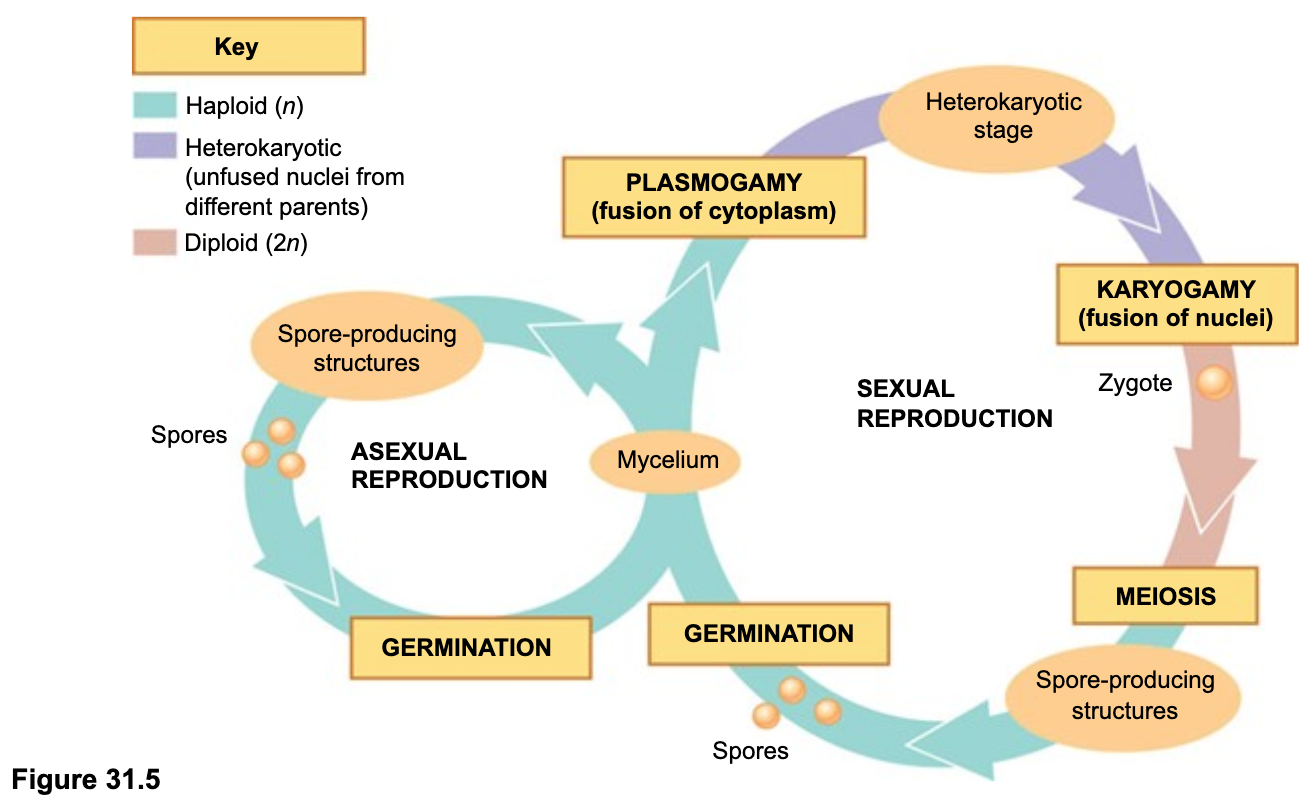 Key
Haploid (n)
Heterokaryotic
(unfused nuclei from
different parents)
Diploid (2n)
PLASMOGAMY
(fusion of cytoplasm)
Heterokaryotic
stage
KARYOGAMY
(fusion of nuclei)
Zygote
SEXUAL
REPRODUCTION
Spore-producing
structures
Spores
ASEXUAL
REPRODUCTION
Mycelium
GERMINATION
GERMINATION
MEIOSIS
Spore-producing
structures
Spores
Figure 31.5